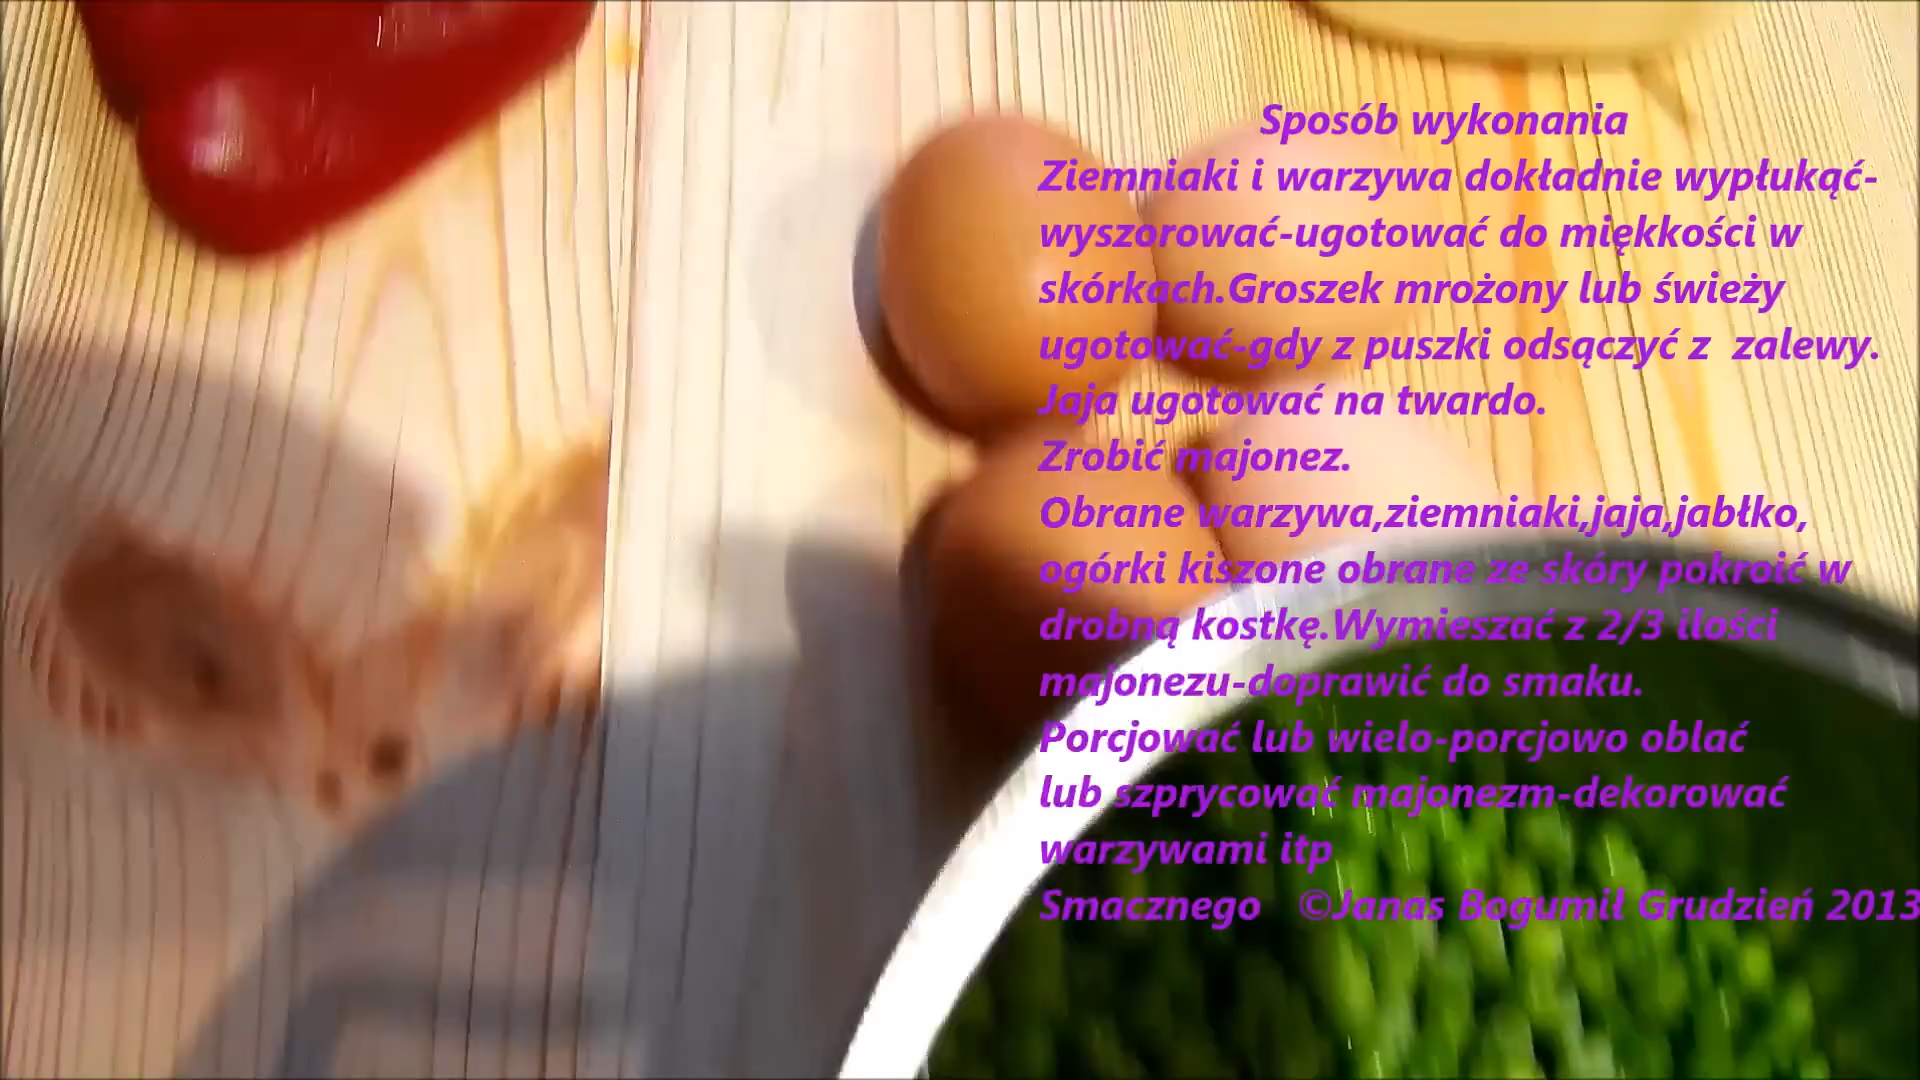 Sposób wykonania
Ziemniaki i warzywa dokładnie wypłukąć-
wyszorować-ugotować do miękkości w
skórkach.Groszek mrożony lub świeży
ugotować-gdy z puszki odsączyć z  zalewy.
Jaja ugotować na twardo.
Zrobić majonez.
Obrane warzywa,ziemniaki,jaja,jabłko,
ogórki kiszone obrane ze skóry pokroić w
drobną kostkę.Wymieszać z 2/3 ilości
majonezu-doprawić do smaku.
Porcjować lub wielo-porcjowo oblać
lub szprycować majonezm-dekorować
warzywami itp
Smacznego   ©Janas Bogumił Grudzień 2013